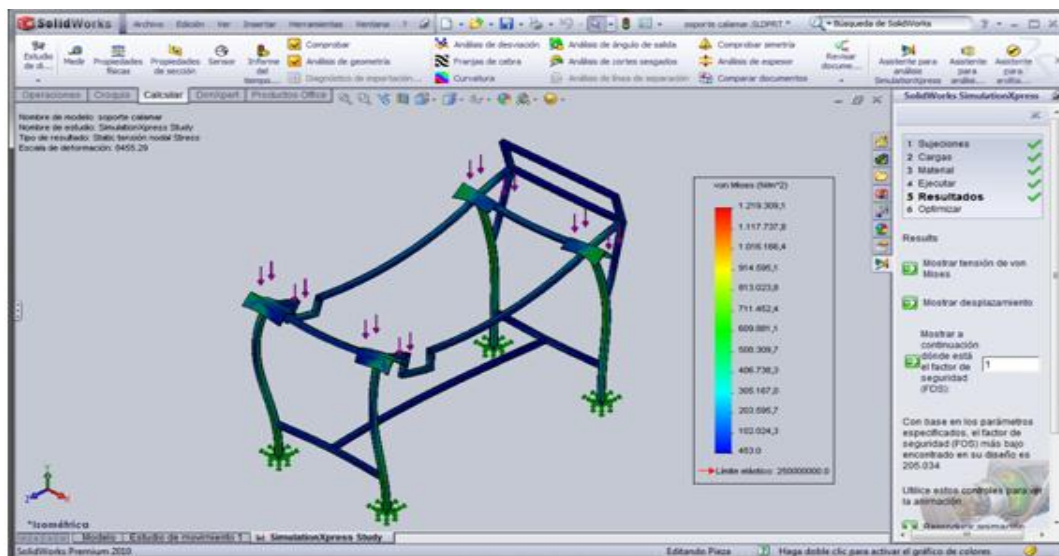 SolidWorks
Archivo Edición Ver Insertar Herramientas Ventana ?
soporte calamar.SLDPRT *
Búsqueda de SolidWorks
Estudio de di...
Medir
Propiedades físicas
Propiedades de sección
Sensor
Informe del tiempo...
Comprobar
Análisis de geometría
Diagnóstico de importación...
Análisis de desviación
Franjas de cebra
Curvatura
Análisis de ángulo de salida
Análisis de cortes sesgados
Análisis de línea de separación
Comprobar simetría
Análisis de espesor
Comparar documentos
Revisar docume...
Asistente para análisis SimulationXpress
Asistente para análisi...
Asistente para análisi...
Operaciones Croquis Calcular DimXpert Productos Office
Nombre de modelo: soporte calamar
Nombre de estudio: SimulationXpress Study
Tipo de resultado: Static tensión nodal Stress
Escala de deformación: 8455.29
von Mises (N/m^2)
1.219.309,1
1.117.737,8
1.016.166,4
914.595,1
813.023,8
711.452,4
609.881,1
508.309,7
406.738,3
305.167,0
203.595,7
102.024,3
453,0
Límite elástico: 250000000.0
SolidWorks SimulationXpress
1 Sujeciones
2 Cargas
3 Material
4 Ejecutar
5 Resultados
6 Optimizar
Results
Mostrar tensión de von
Mises
Mostrar desplazamiento
Mostrar a
continuación
dónde está
el factor de
seguridad
(FDS):
1
Con base en los parámetros
especificados, el factor de
seguridad (FOS) más bajo
encontrado en su diseño es
205.034
Utilice estos controles para ver
la animación:
Reproducir animación
*Isométrica
Modelo Estudio de movimiento 1 SimulationXpress Study
SolidWorks Premium 2010
Editando Pieza
Haga doble clic para activar el gráfico de colores